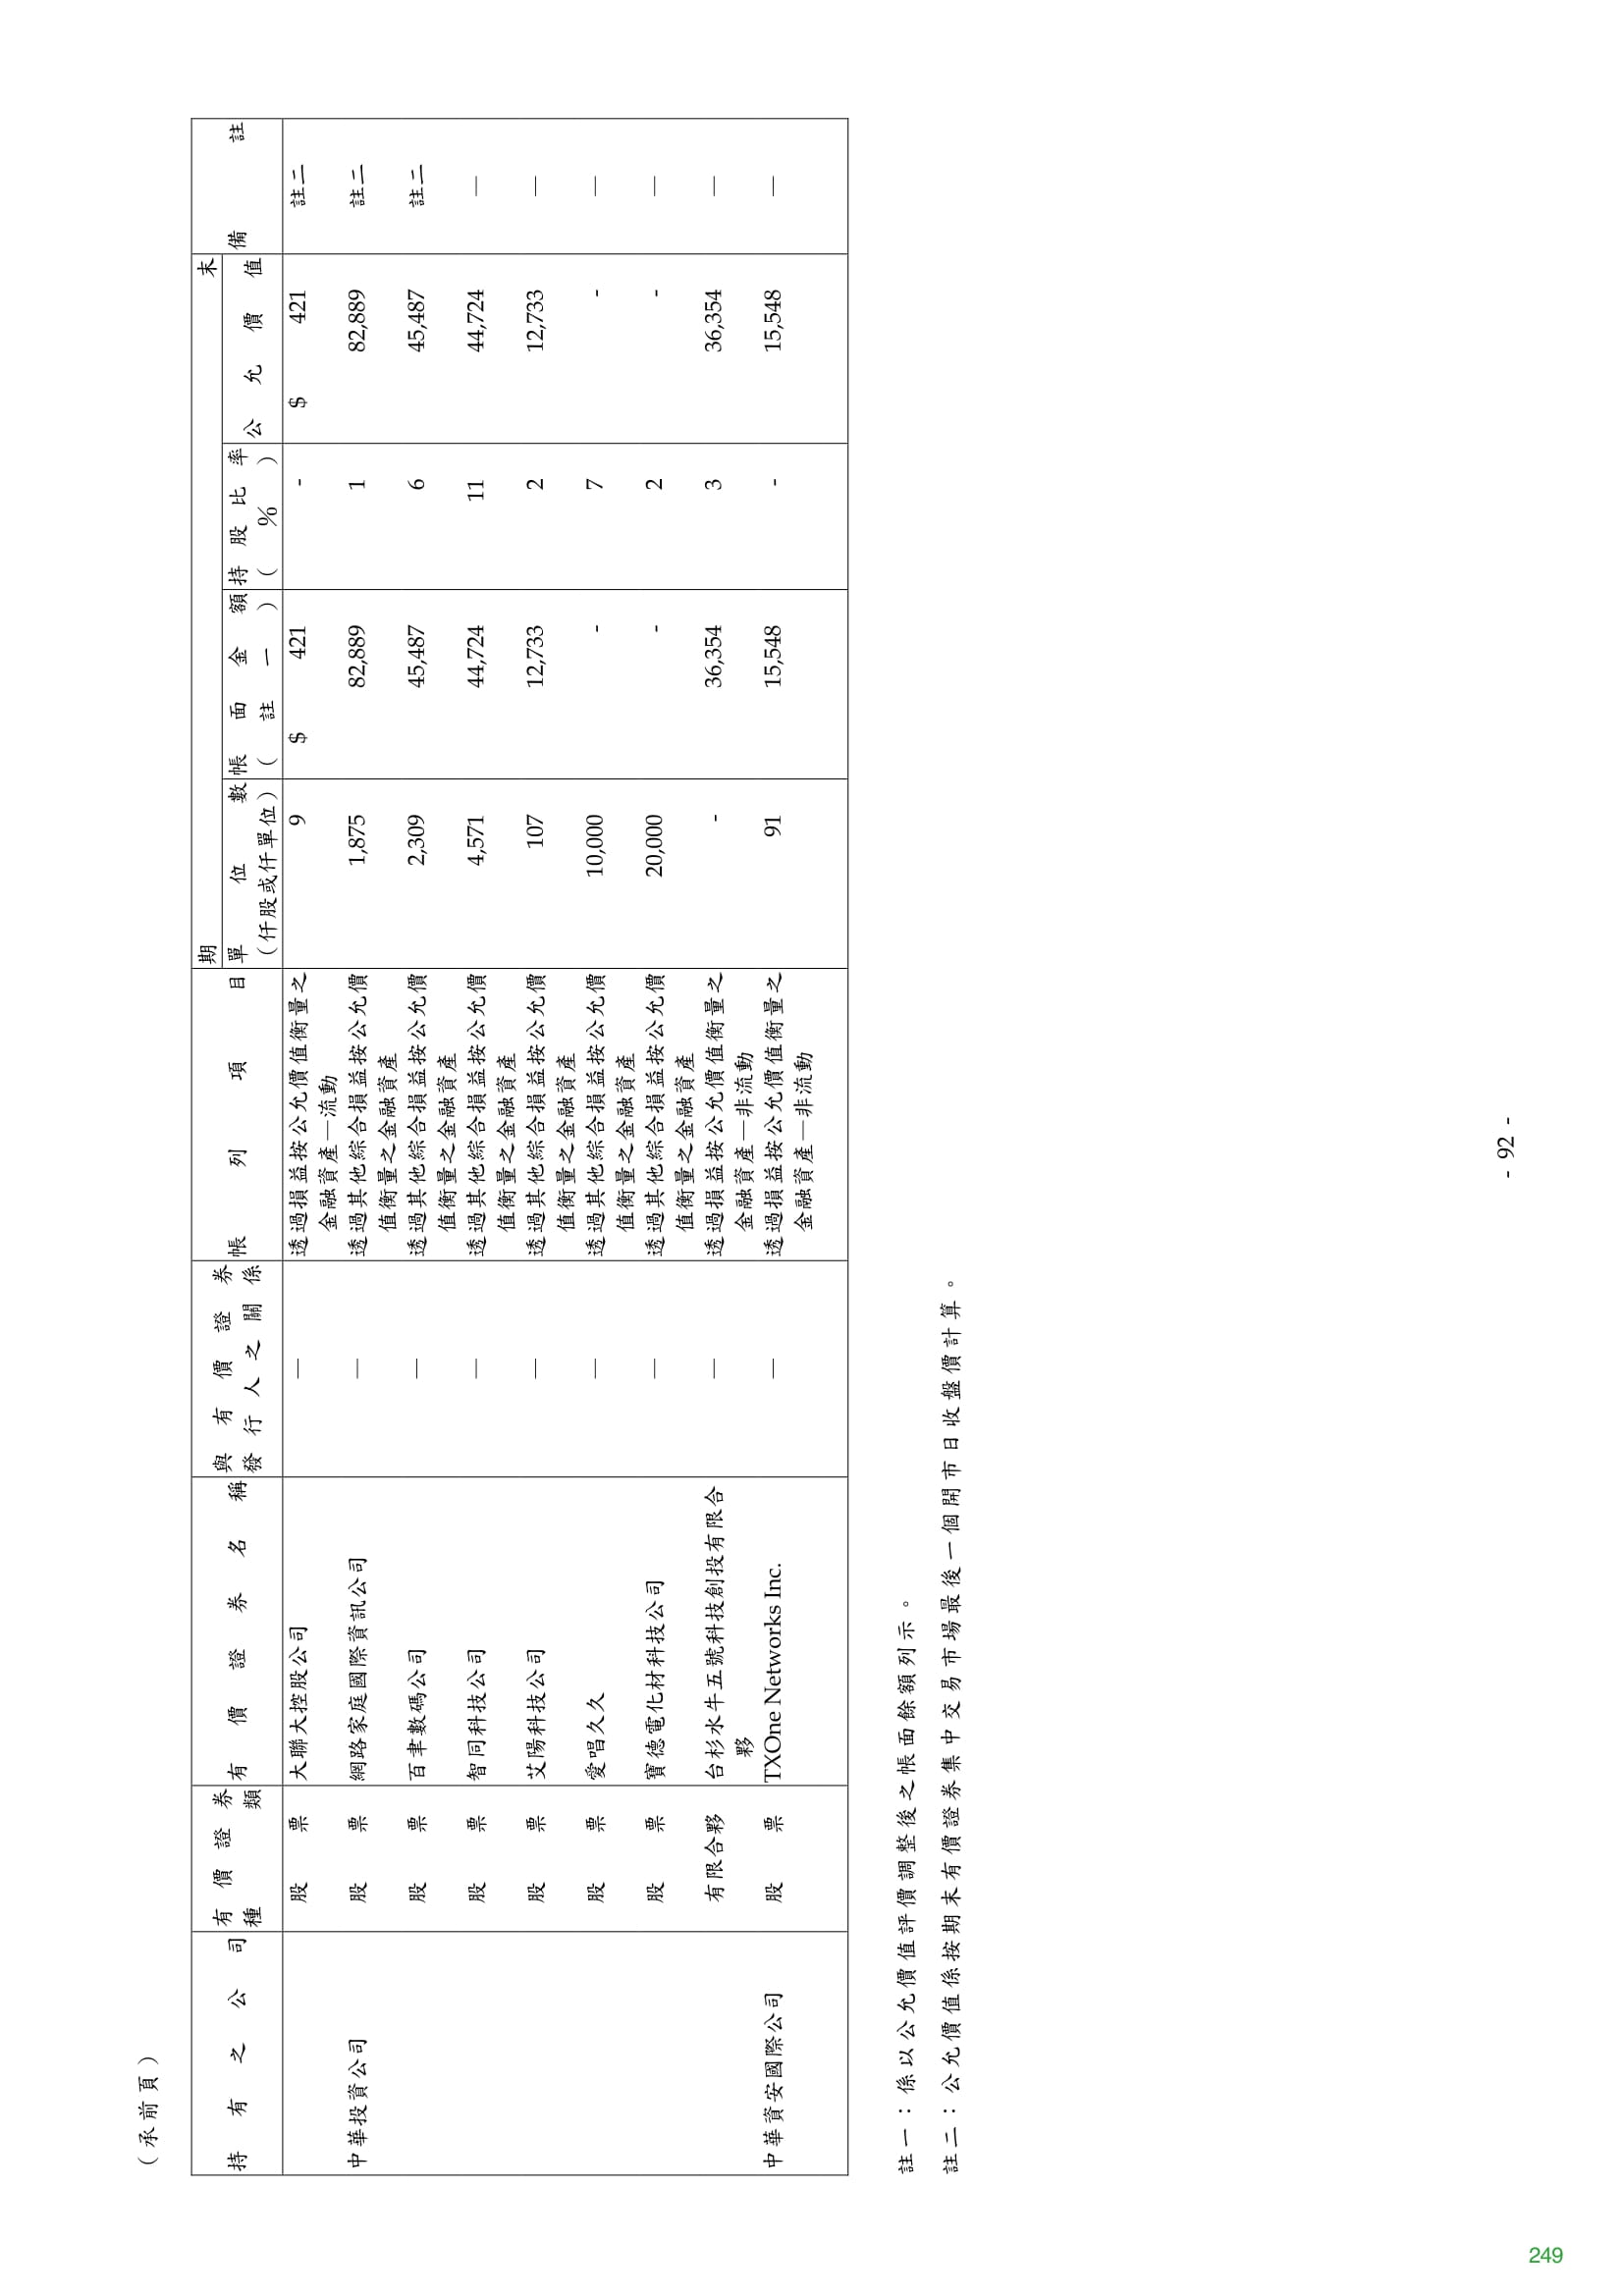 （承前頁）
持有之公司 有價證券種類 有價證券名稱 與有價證券發行人之關係 帳列項目 期末 備註
單位數（仟股或仟單位） 帳面金額（註一） 持股比率（%） 公允價值
股票 大聯大控股公司 — 透過損益按公允價值衡量之 9 $ 421 - $ 421 註二
金融資產—流動
中華投資公司 股票 網路家庭國際資訊公司 — 透過其他綜合損益按公允價 1,875 82,889 1 82,889 註二
值衡量之金融資產
股票 百聿數碼公司 — 透過其他綜合損益按公允價 2,309 45,487 6 45,487 註二
值衡量之金融資產
股票 智同科技公司 — 透過其他綜合損益按公允價 4,571 44,724 11 44,724 —
值衡量之金融資產
股票 艾陽科技公司 — 透過其他綜合損益按公允價 107 12,733 2 12,733 —
值衡量之金融資產
股票 愛唱久久 — 透過其他綜合損益按公允價 10,000 - 7 - —
值衡量之金融資產
股票 寶德電化材科技公司 — 透過其他綜合損益按公允價 20,000 - 2 - —
值衡量之金融資產
有限合夥 台杉水牛五號科技創投有限合 — 透過損益按公允價值衡量之 - 36,354 3 36,354 —
夥 金融資產—非流動
中華資安國際公司 股票 TXOne Networks Inc. — 透過損益按公允價值衡量之 91 15,548 - 15,548 —
金融資產—非流動
註一：係以公允價值評價調整後之帳面餘額列示。
註二：公允價值係按期末有價證券集中交易市場最後一個開市日收盤價計算。
- 92 -
249